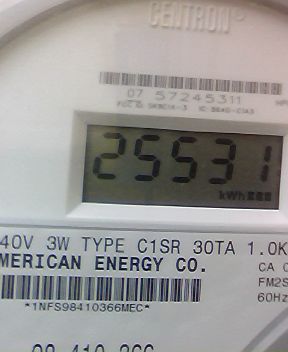 CENTRON®
07 57245311
25531
kWh
40V 3W TYPE C1SR 30TA 1.0K
MERICAN ENERGY CO.
CA 0
FM2S
60Hz
*1NFS98410366MEC*